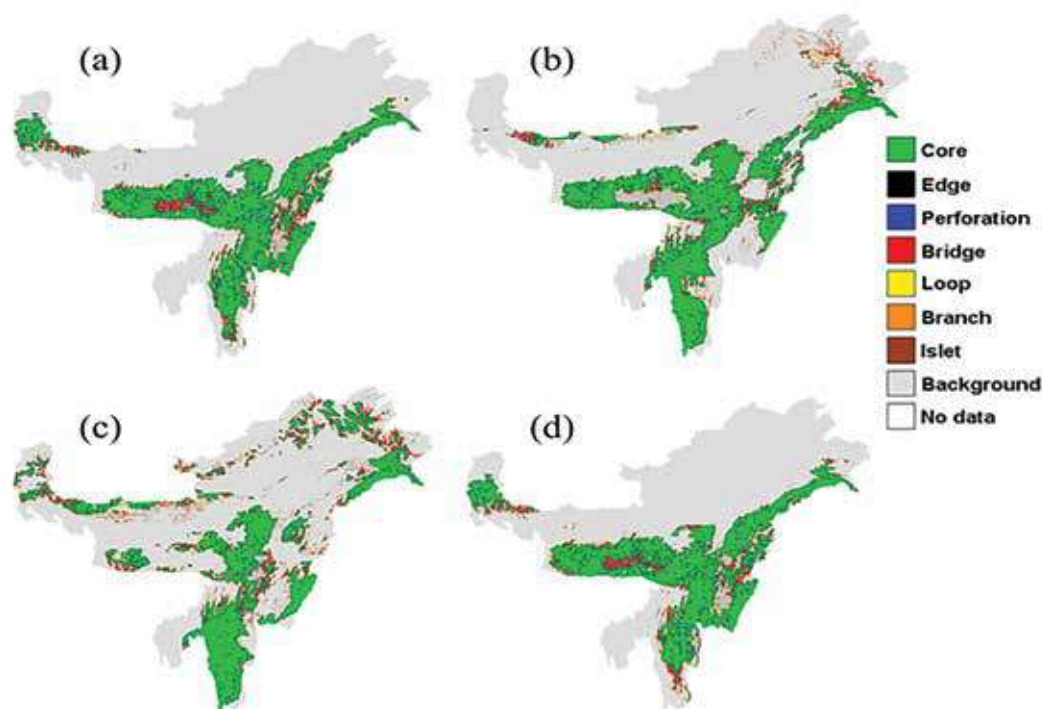 (a)
(b)
Core
Edge
Perforation
Bridge
Loop
Branch
Islet
Background
No data
(c)
(d)